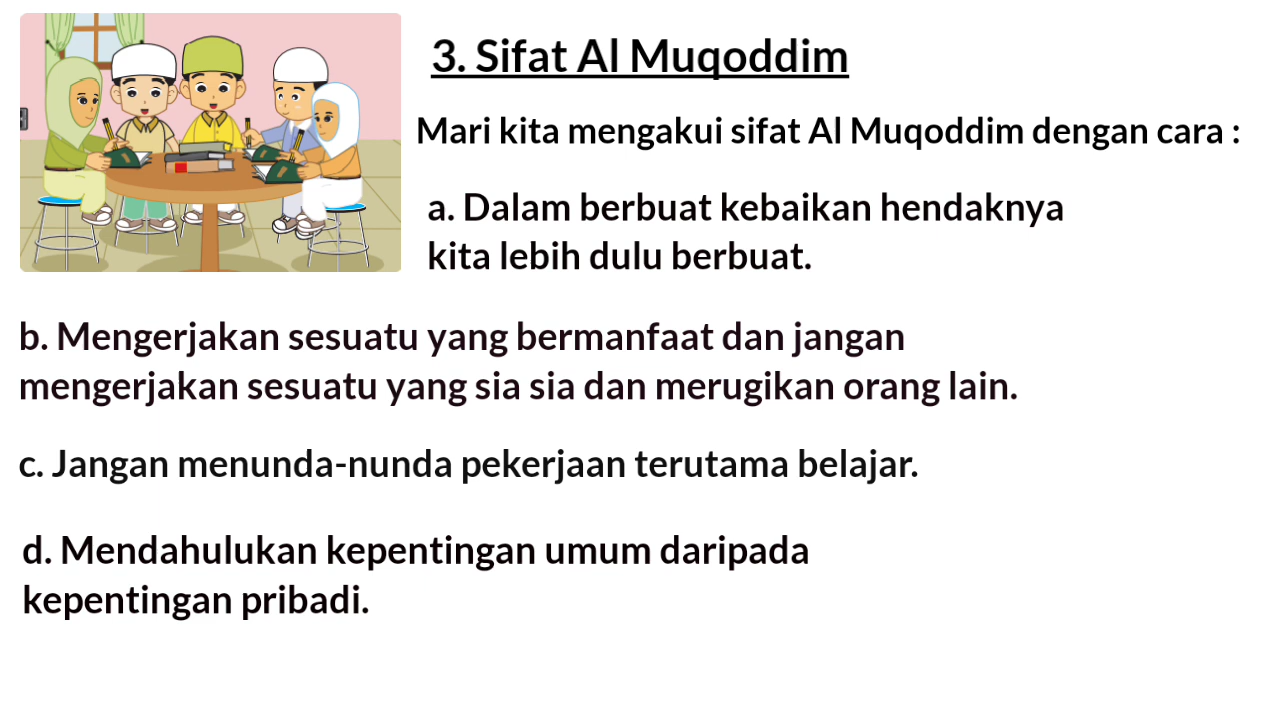 3. Sifat Al Muqoddim
Mari kita mengakui sifat Al Muqoddim dengan cara :
a. Dalam berbuat kebaikan hendaknya
kita lebih dulu berbuat.
b. Mengerjakan sesuatu yang bermanfaat dan jangan
mengerjakan sesuatu yang sia sia dan merugikan orang lain.
c. Jangan menunda-nunda pekerjaan terutama belajar.
d. Mendahulukan kepentingan umum daripada
kepentingan pribadi.